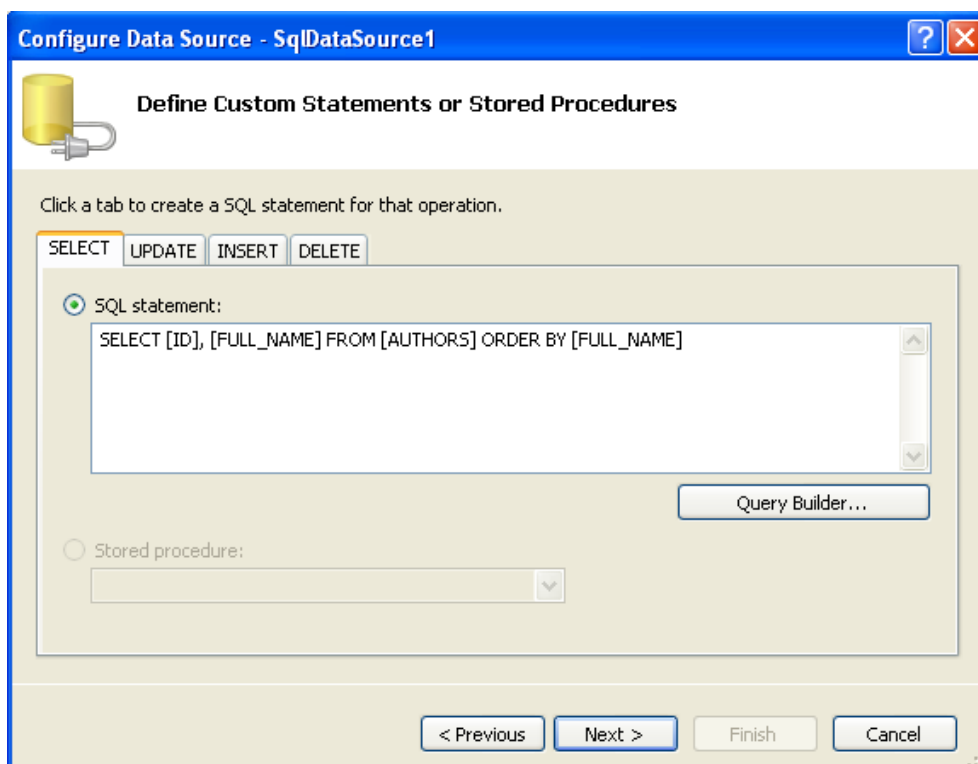 Configure Data Source - SqlDataSource1
?
Define Custom Statements or Stored Procedures
Click a tab to create a SQL statement for that operation.
SELECT UPDATE INSERT DELETE
SQL statement:
SELECT [ID], [FULL_NAME] FROM [AUTHORS] ORDER BY [FULL_NAME]
Query Builder...
Stored procedure:
< Previous Next > Finish Cancel